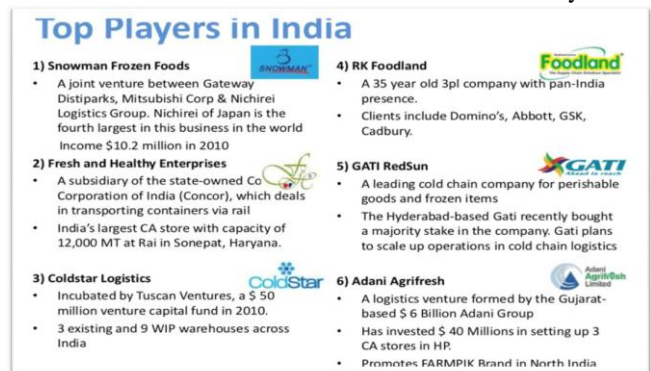 Top Players in India
1) Snowman Frozen Foods
SNOWMAN
• A joint venture between Gateway
Distiparks, Mitsubishi Corp & Nichirei
Logistics Group. Nichirei of Japan is the
fourth largest in this business in the world
Income $10.2 million in 2010
2) Fresh and Healthy Enterprises
• A subsidiary of the state-owned Co
Corporation of India (Concor), which deals
in transporting containers via rail
• India's largest CA store with capacity of
12,000 MT at Rai in Sonepat, Haryana.
3) Coldstar Logistics
ColdStar
• Incubated by Tuscan Ventures, a $ 50
million venture capital fund in 2010.
• 3 existing and 9 WIP warehouses across
India
4) RK Foodland
Foodland
• A 35 year old 3pl company with pan-India
presence.
• Clients include Domino's, Abbott, GSK,
Cadbury.
5) GATI RedSun
GATI
Ahead in reach
• A leading cold chain company for perishable
goods and frozen items
• The Hyderabad-based Gati recently bought
a majority stake in the company. Gati plans
to scale up operations in cold chain logistics
6) Adani Agrifresh
Adani
Agrifresh
Limited
• A logistics venture formed by the Gujarat-
based $ 6 Billion Adani Group
• Has invested $ 40 Millions in setting up 3
CA stores in HP.
• Promotes FARMPIK Brand in North India